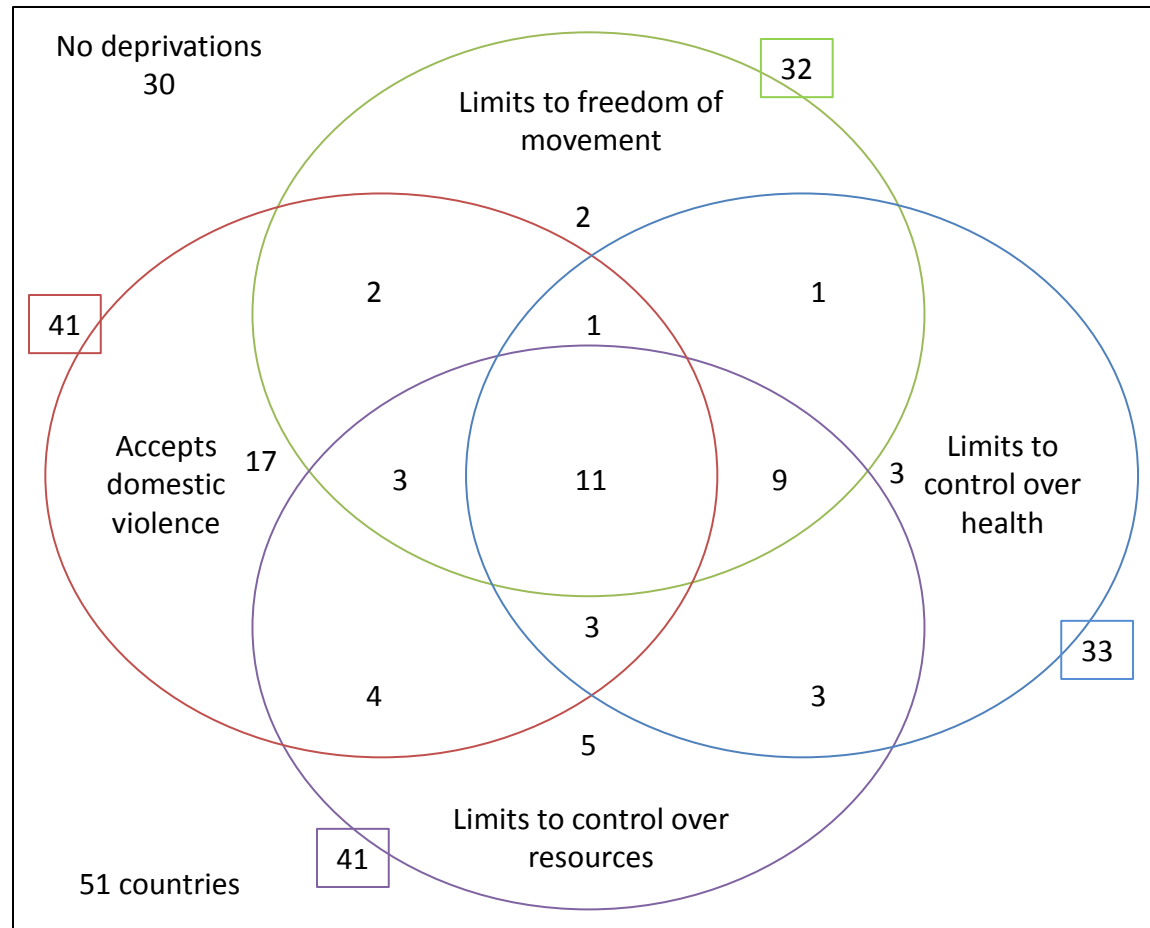 No deprivations
30
32
Limits to freedom of
movement
2
2
1
1
41
Accepts
domestic
violence
17
3
11
9
3
Limits to
control over
health
3
33
4
3
5
Limits to control over
resources
41
51 countries